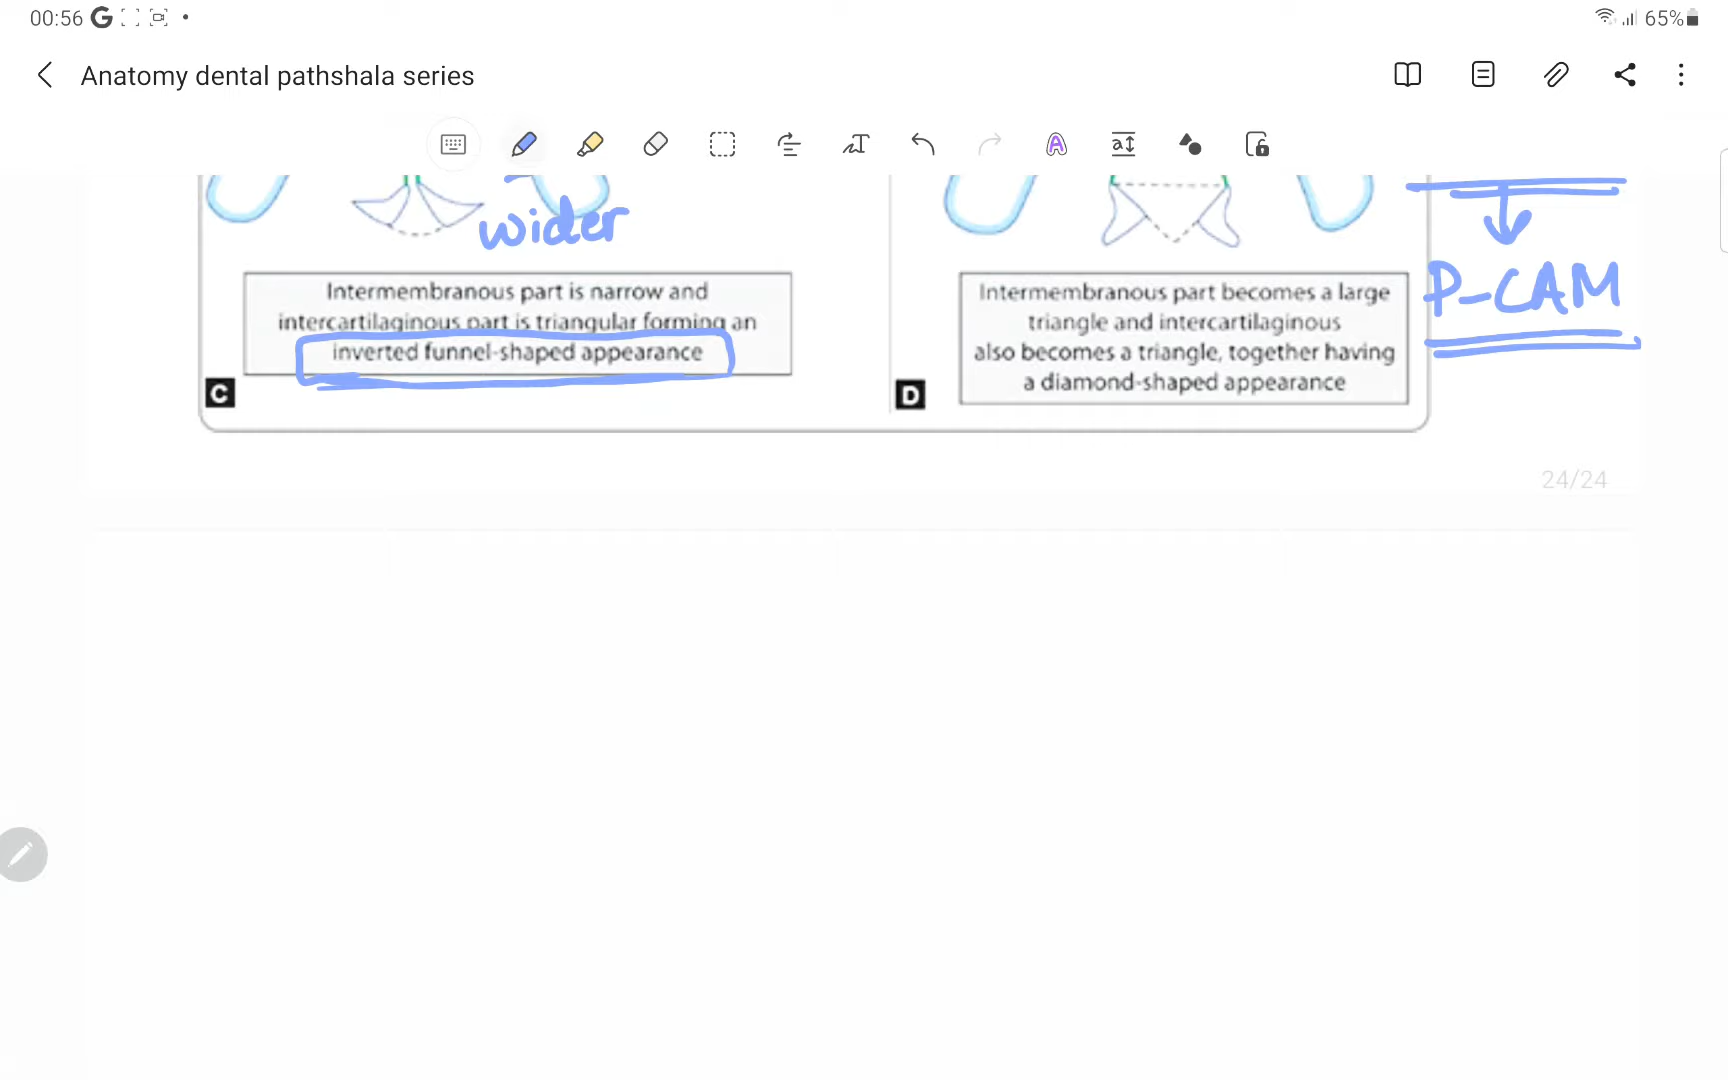 00:56 G
65%
Anatomy dental pathshala series
wider
Intermembranous part is narrow and
intercartilaginous part is triangular forming an
inverted funnel-shaped appearance
C
Intermembranous part becomes a large
triangle and intercartilaginous
also becomes a triangle, together having
a diamond-shaped appearance
D
P-CAM
24/24